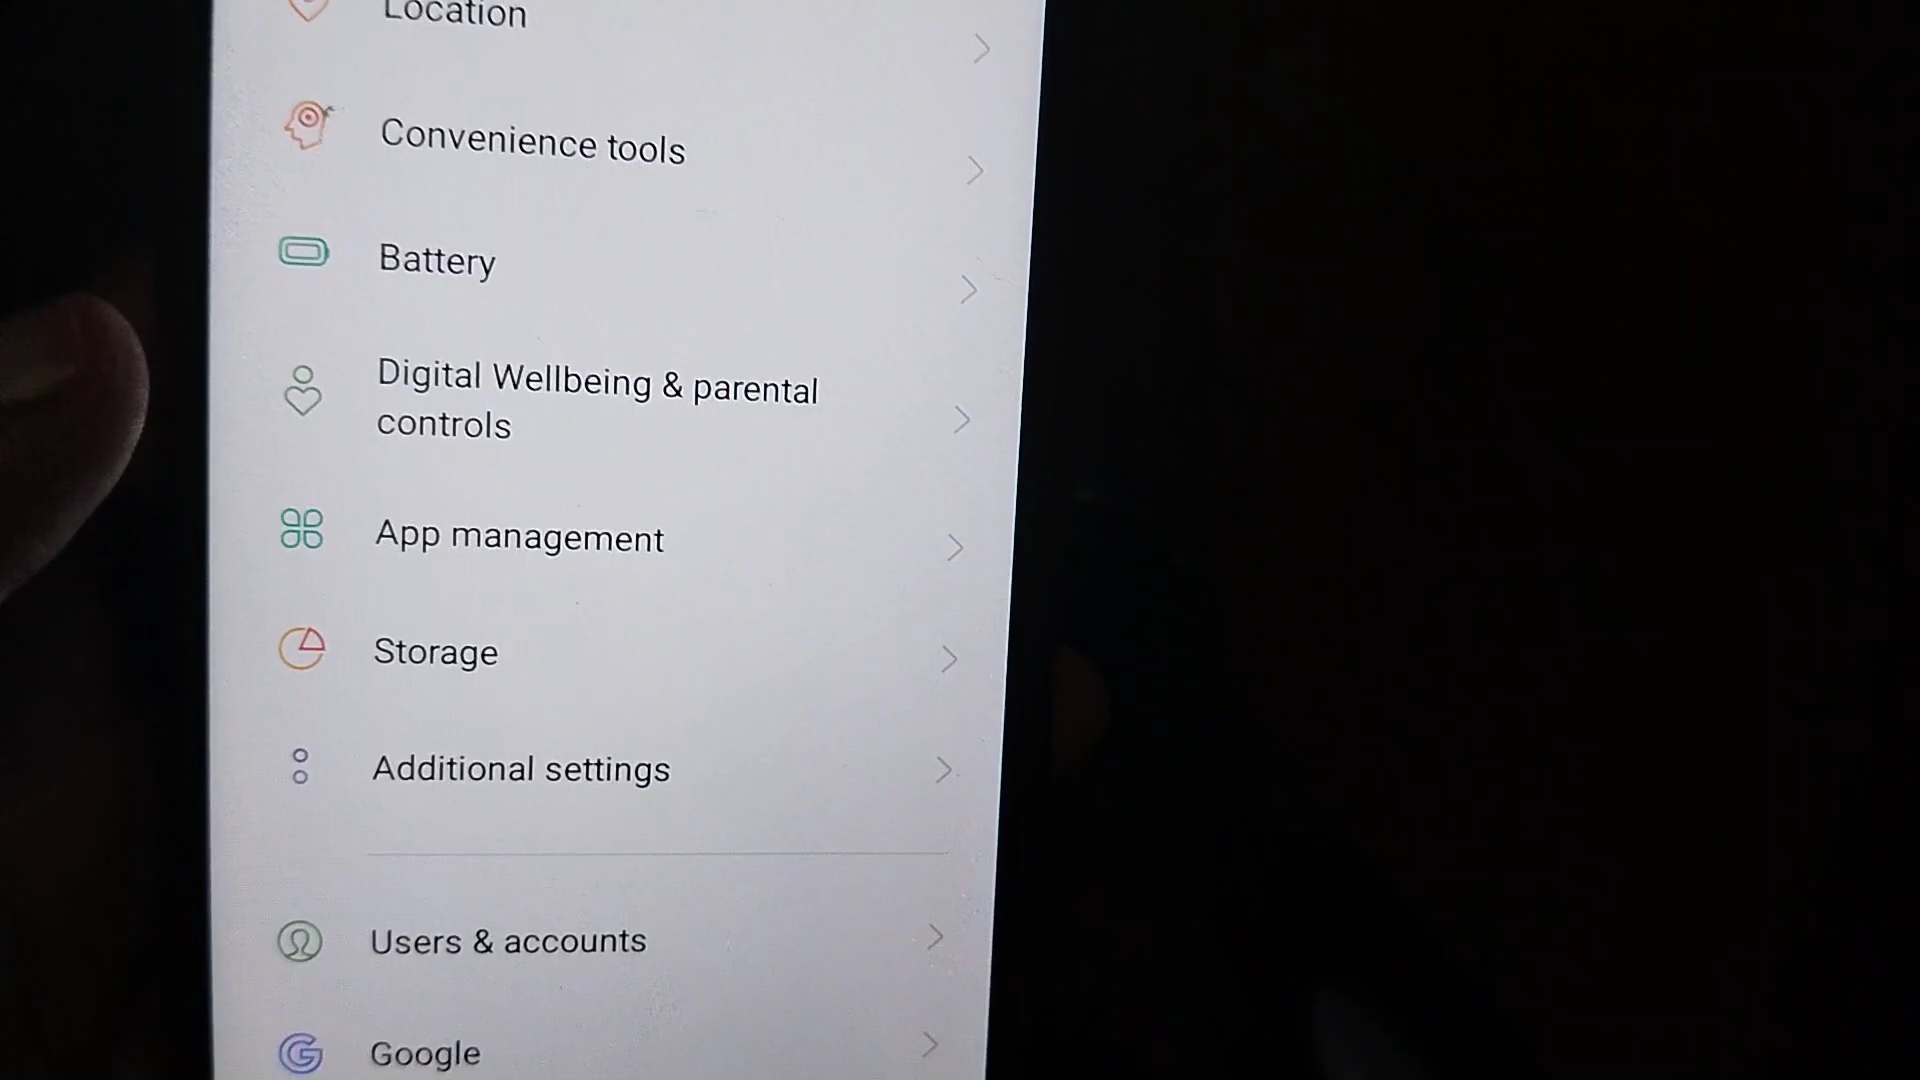 Location
Convenience tools
Battery
Digital Wellbeing & parental
controls
App management
Storage
Additional settings
Users & accounts
Google